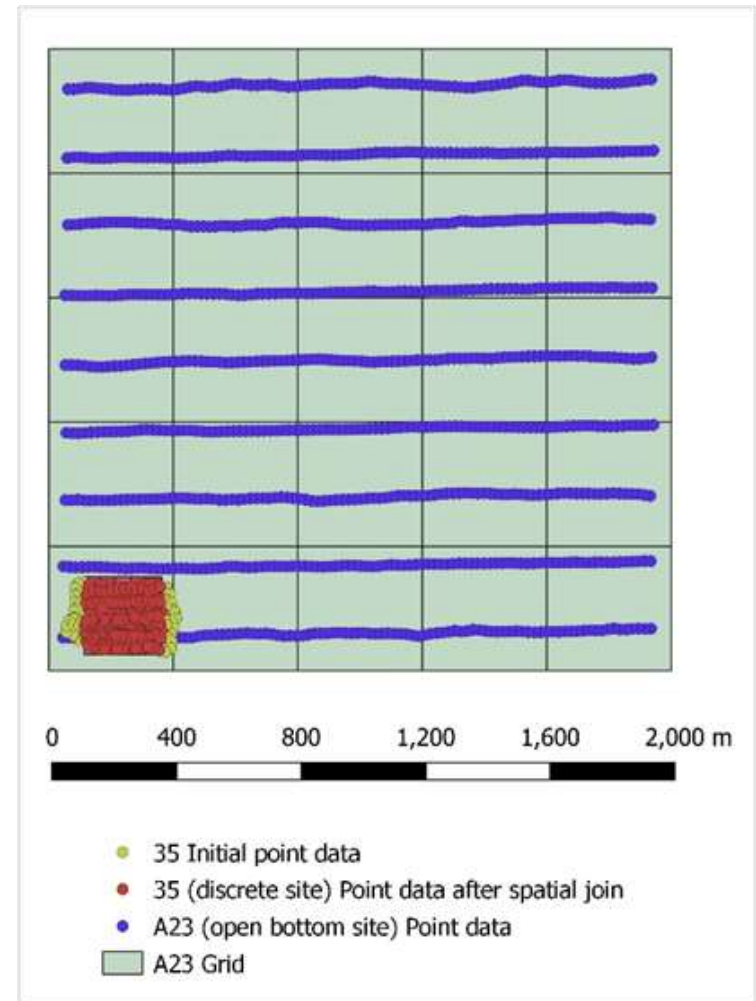 0 400 800 1,200 1,600 2,000 m
35 Initial point data
35 (discrete site) Point data after spatial join
A23 (open bottom site) Point data
A23 Grid